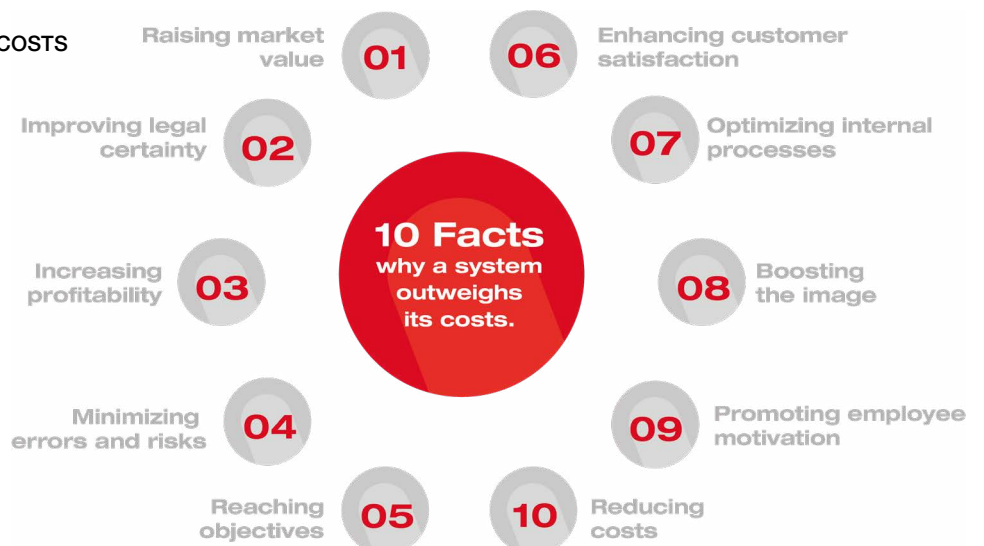 COSTS
10 Facts
why a system
outweighs
its costs.
01
Raising market
value
02
Improving legal
certainty
03
Increasing
profitability
04
Minimizing
errors and risks
05
Reaching
objectives
06
Enhancing customer
satisfaction
07
Optimizing internal
processes
08
Boosting
the image
09
Promoting employee
motivation
10
Reducing
costs